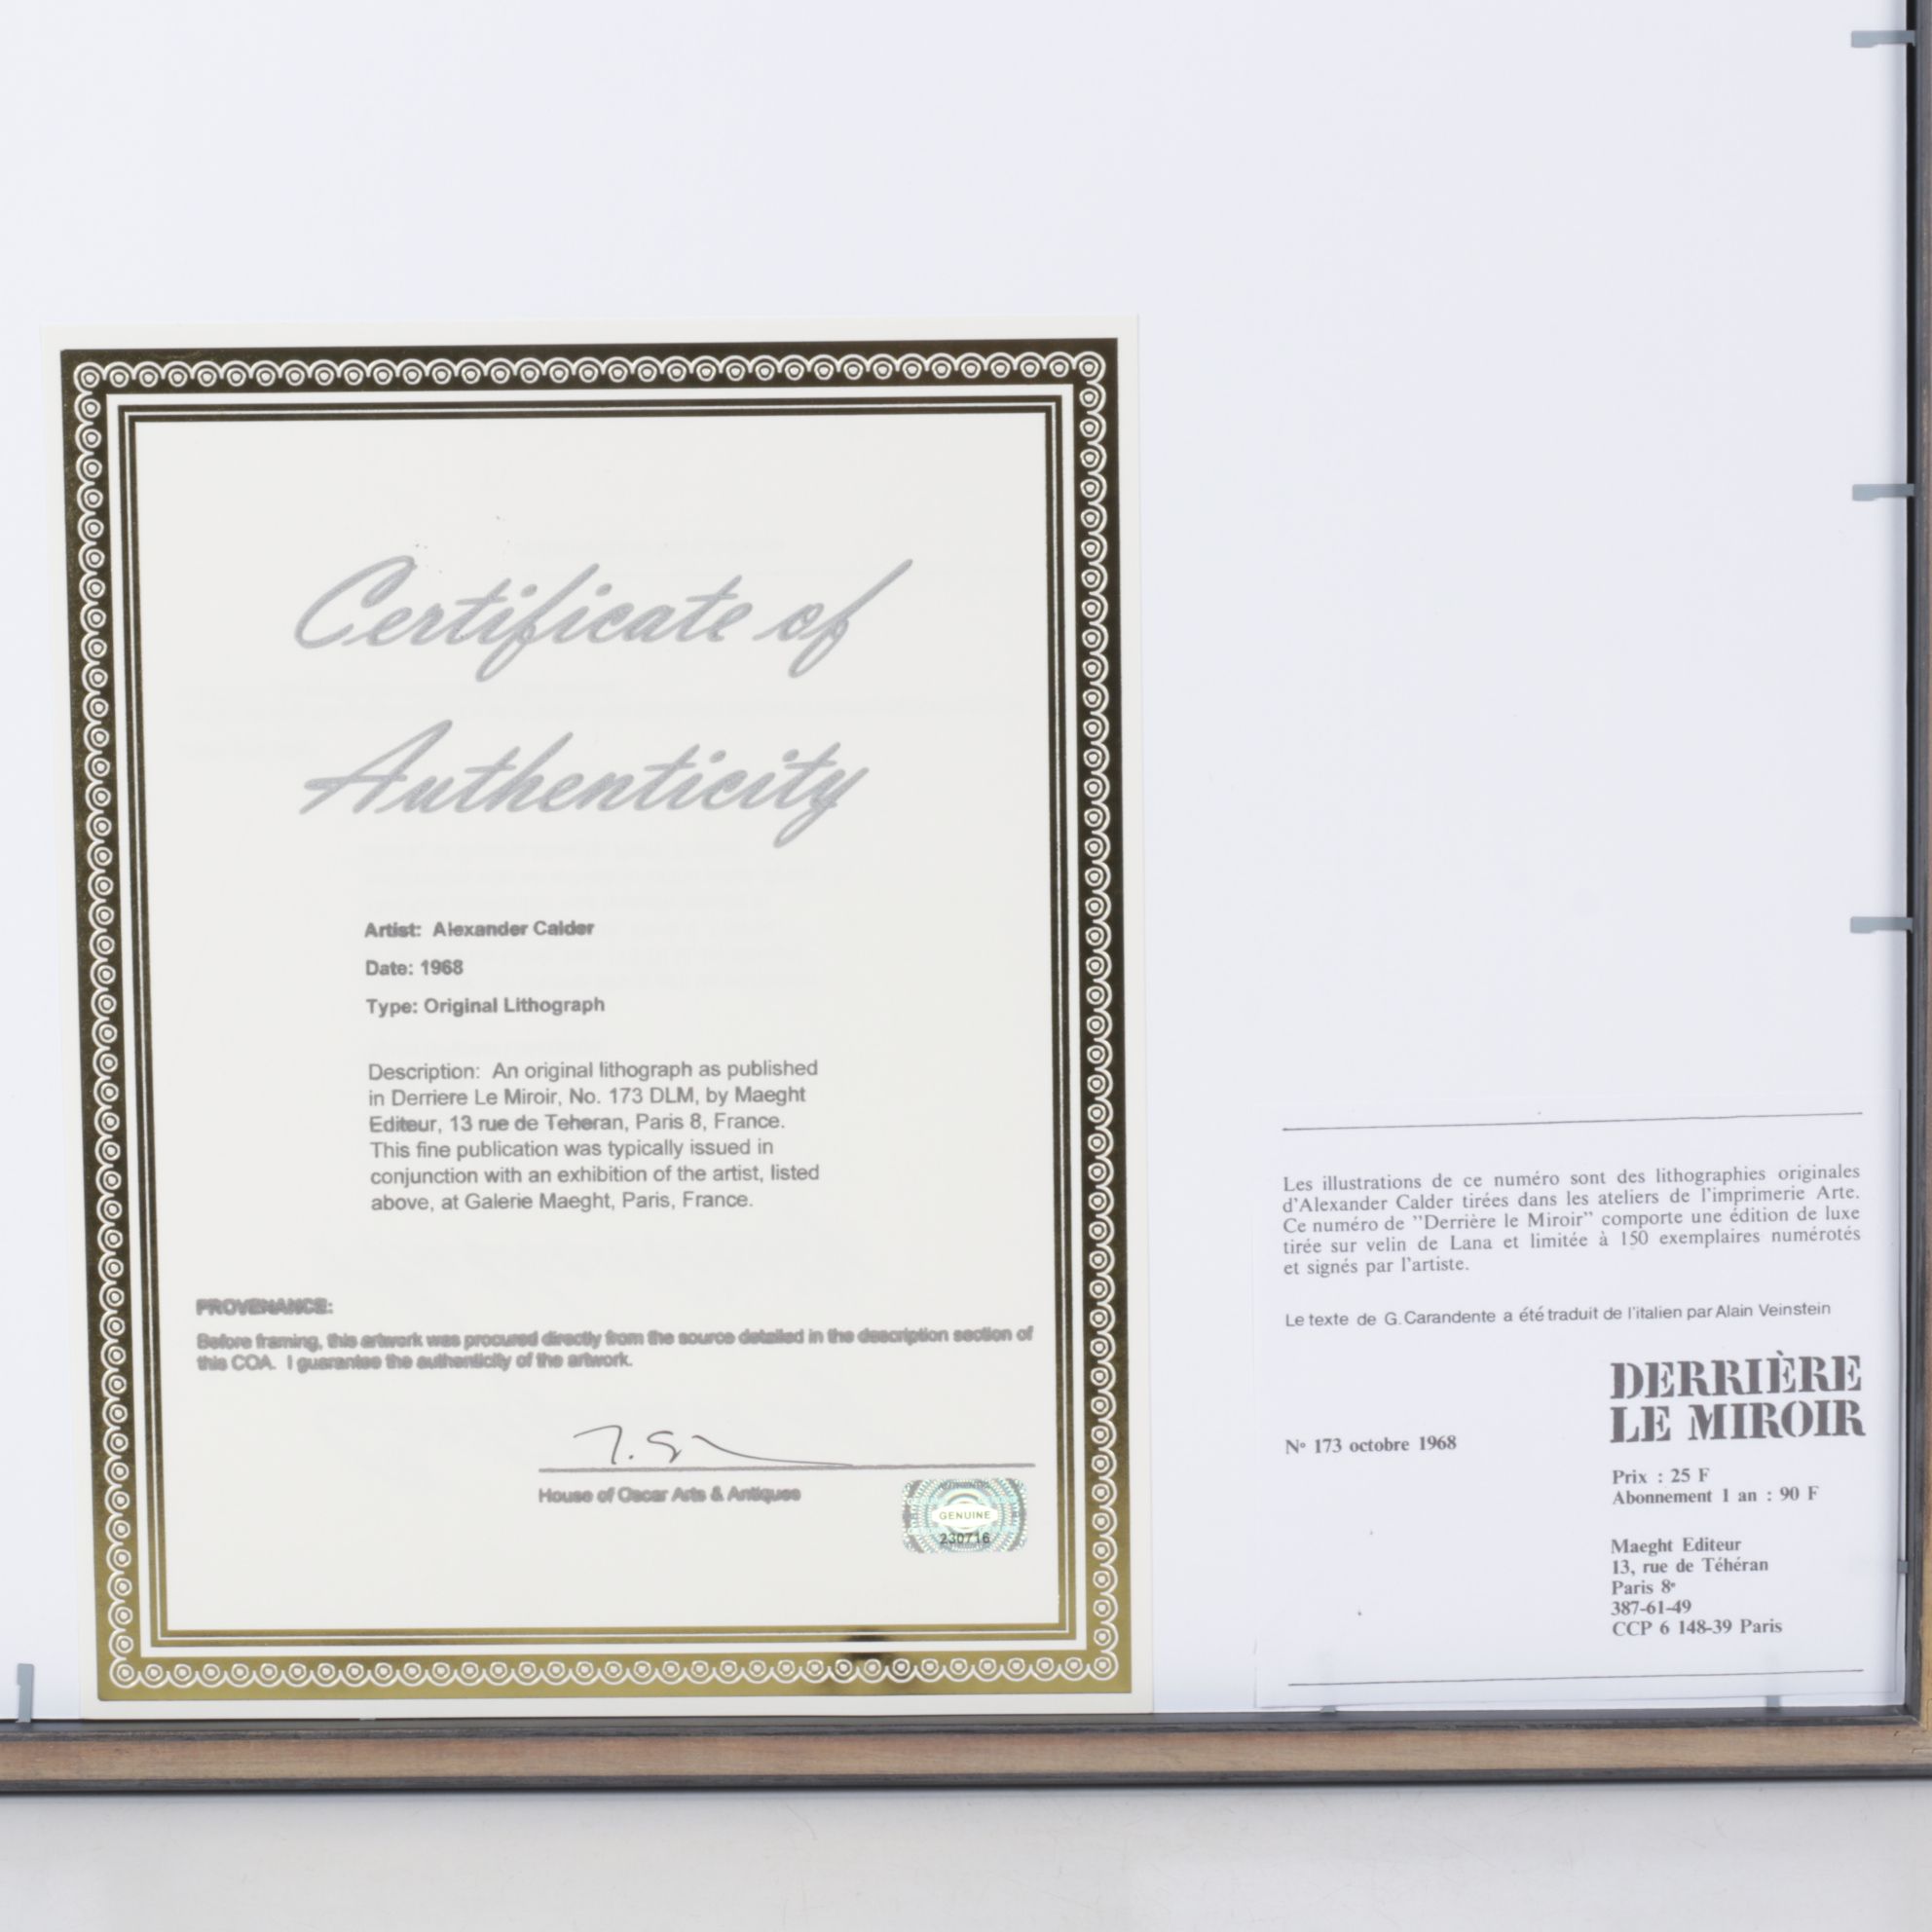 Certificate of
Authenticity
Artist: Alexander Calder
Date: 1968
Type: Original Lithograph
Description: An original lithograph as published
in Derriere Le Miroir, No. 173 DLM, by Maeght
Editeur, 13 rue de Teheran, Paris 8, France.
This fine publication was typically issued in
conjunction with an exhibition of the artist, listed
above, at Galerie Maeght, Paris, France.
PROVENANCE:
Before framing, this artwork was procured directly from the source detailed in the description section of
this COA. I guarantee the authenticity of the artwork.
House of Oscar Arts & Antiques
GENUINE
230716
Les illustrations de ce numéro sont des lithographies originales
d'Alexander Calder tirées dans les ateliers de l'imprimerie Arte.
Ce numéro de "Derrière le Miroir" comporte une édition de luxe
tirée sur velin de Lana et limitée à 150 exemplaires numérotés
et signés par l'artiste.
Le texte de G. Carandente a été traduit de l'italien par Alain Veinstein
DERRIÈRE
LE MIROIR
Nº 173 octobre 1968
Prix : 25 F
Abonnement 1 an : 90 F
Maeght Editeur
13, rue de Téhéran
Paris 8e
387-61-49
CCP 6 148-39 Paris